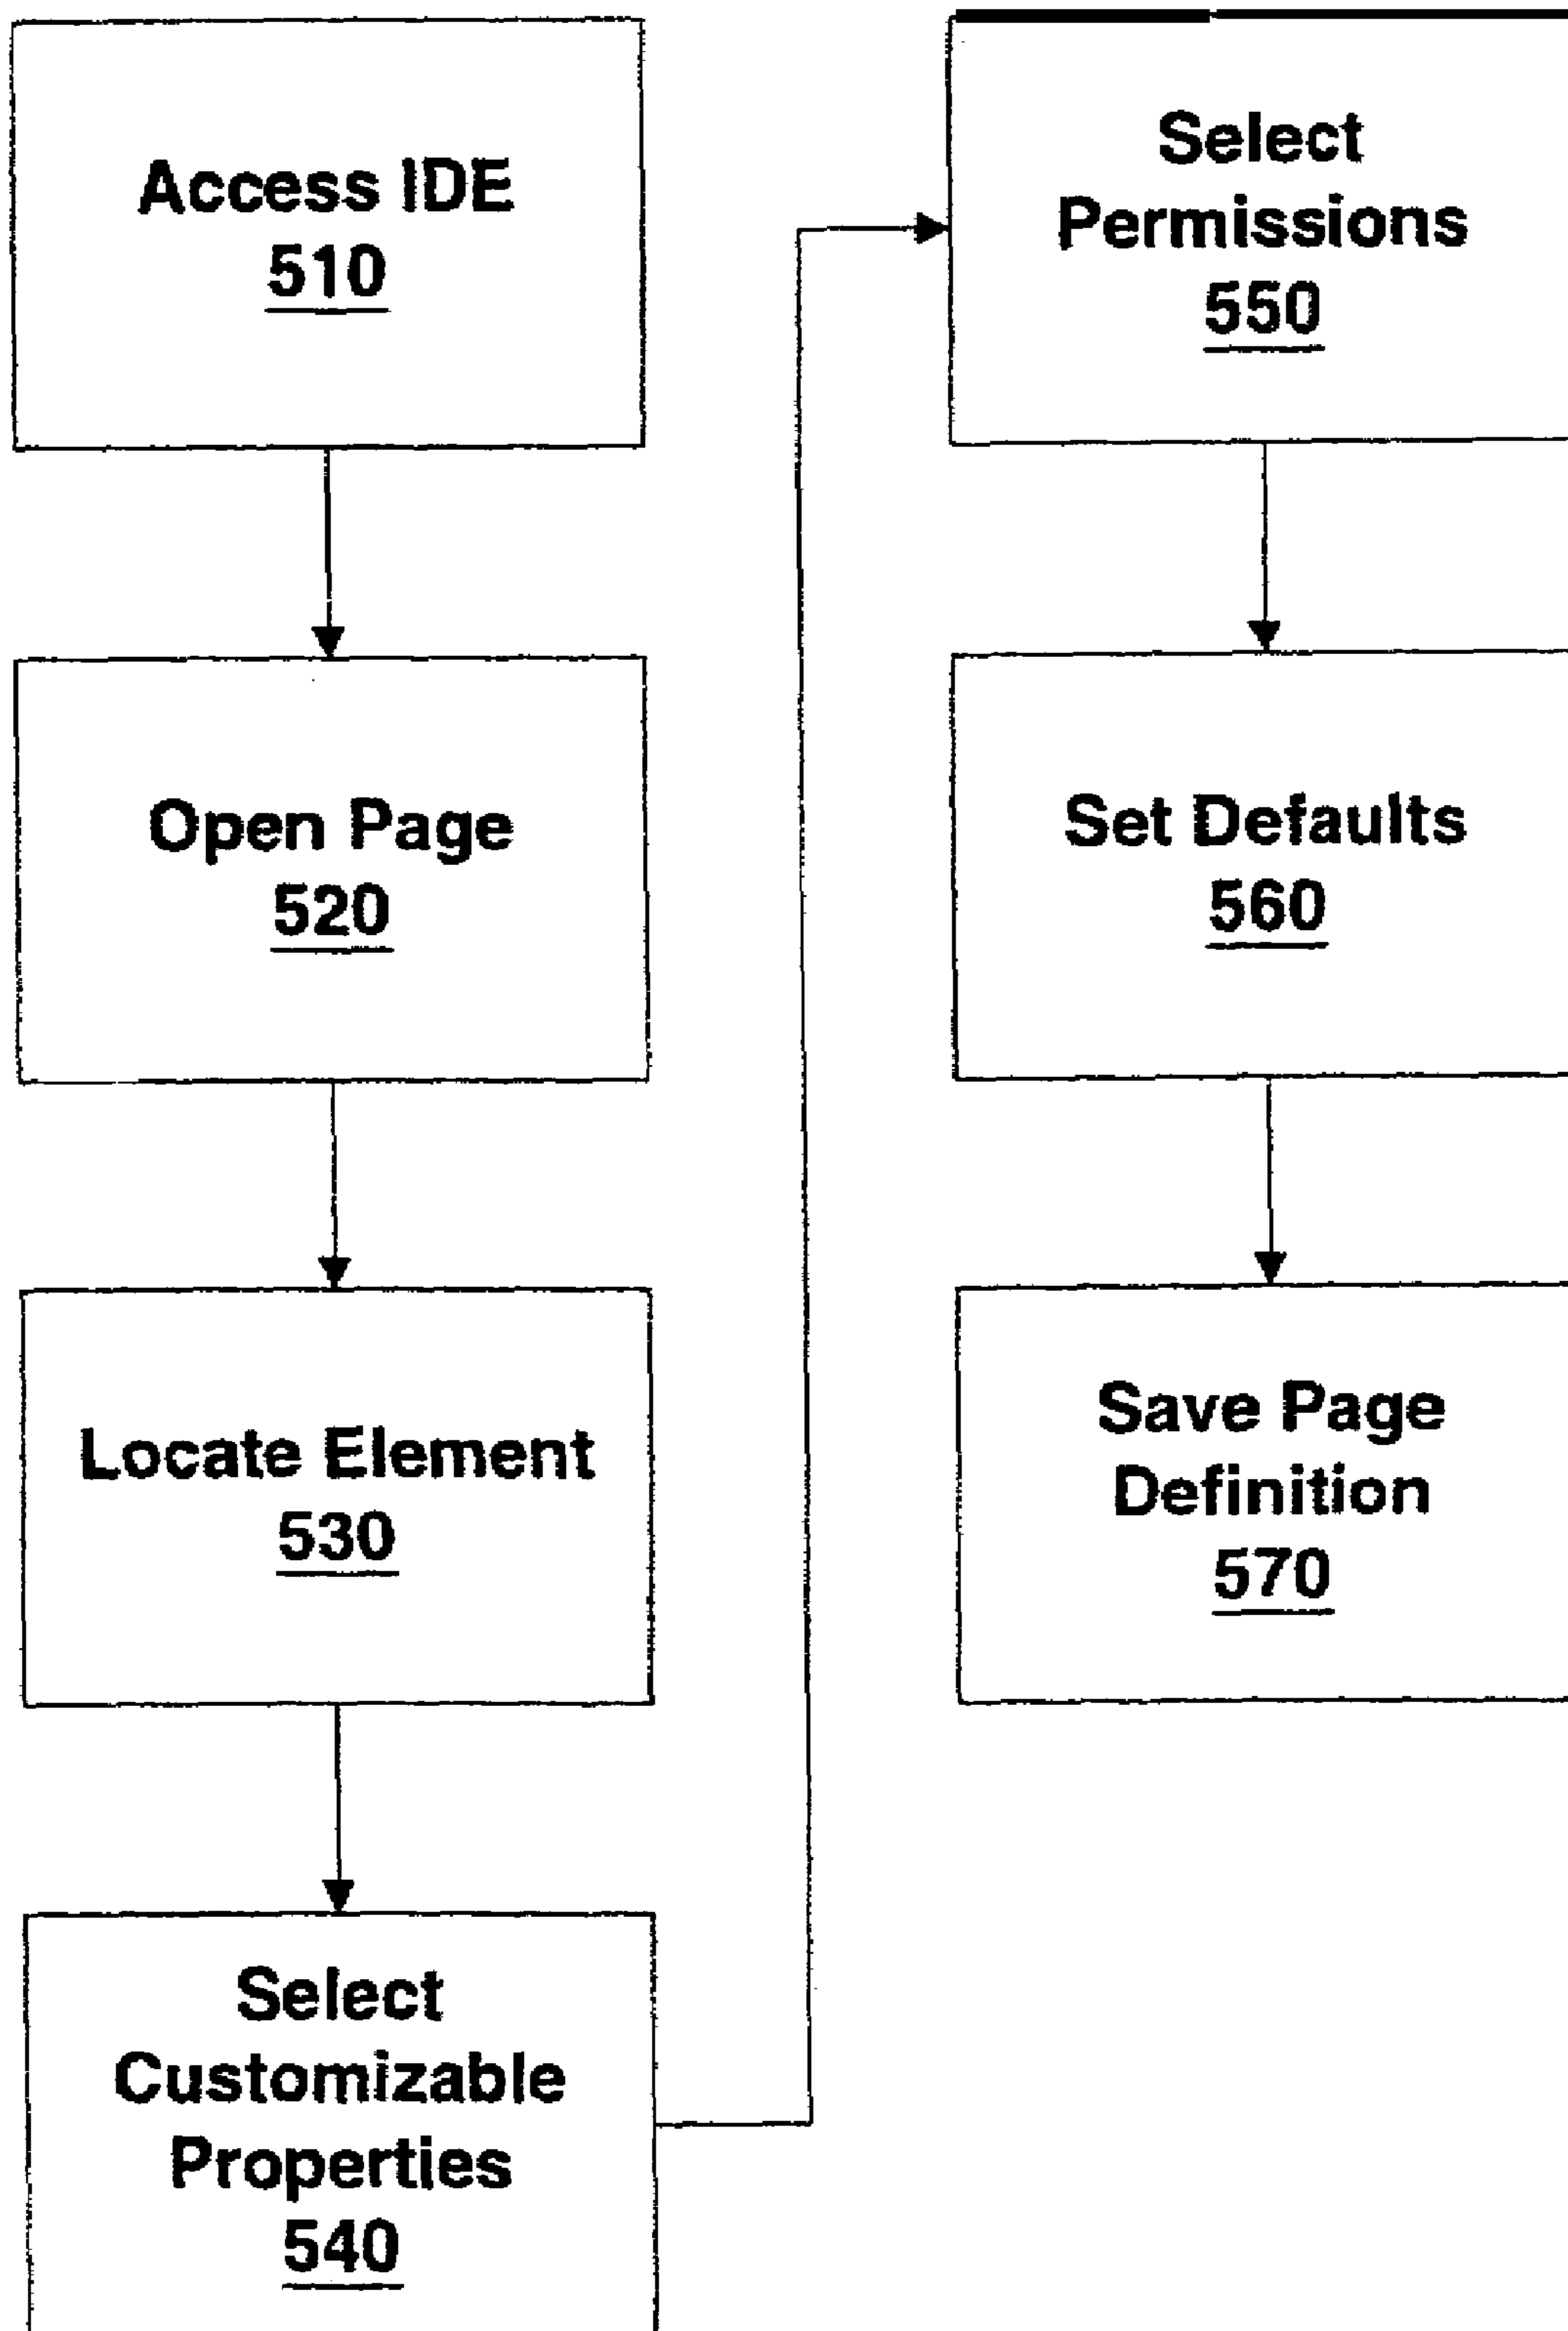 Access IDE
510
Open Page
520
Locate Element
530
Select
Customizable
Properties
540
Select
Permissions
550
Set Defaults
560
Save Page
Definition
570